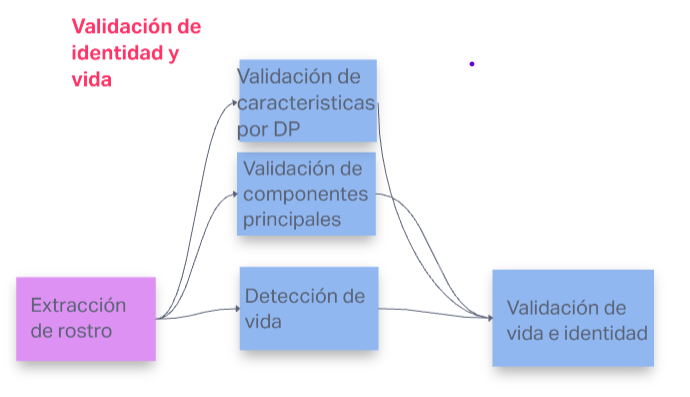 Validación de
identidad y
vida
Validación de
caracteristicas
por DP
Validación de
componentes
principales
Extracción
de rostro
Detección de
vida
Validación de
vida e identidad